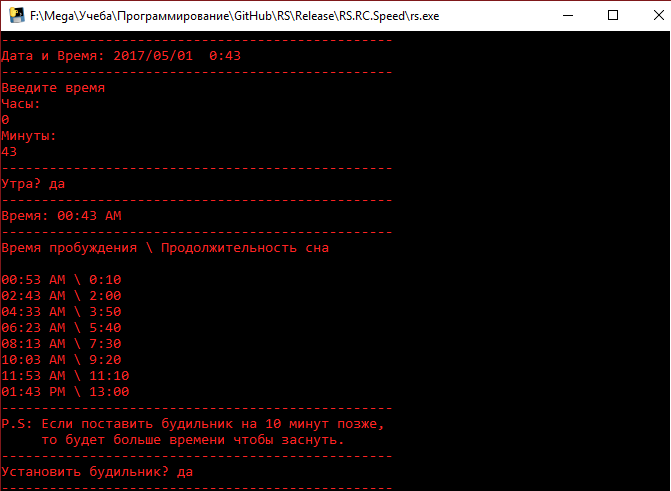 F:\Mega\Учеба\Программирование\GitHub\RS\Release\RS.RC.Speed\rs.exe
-------------------------------------------------
Дата и Время: 2017/05/01  0:43
-------------------------------------------------
Введите время
Часы:
0
Минуты:
43
-------------------------------------------------
Утра? да
-------------------------------------------------
Время: 00:43 AM
-------------------------------------------------
Время пробуждения \ Продолжительность сна

00:53 AM \ 0:10
02:43 AM \ 2:00
04:33 AM \ 3:50
06:23 AM \ 5:40
08:13 AM \ 7:30
10:03 AM \ 9:20
11:53 AM \ 11:10
01:43 PM \ 13:00
-------------------------------------------------
P.S: Если поставить будильник на 10 минут позже,
     то будет больше времени чтобы заснуть.
-------------------------------------------------
Установить будильник? да
-------------------------------------------------